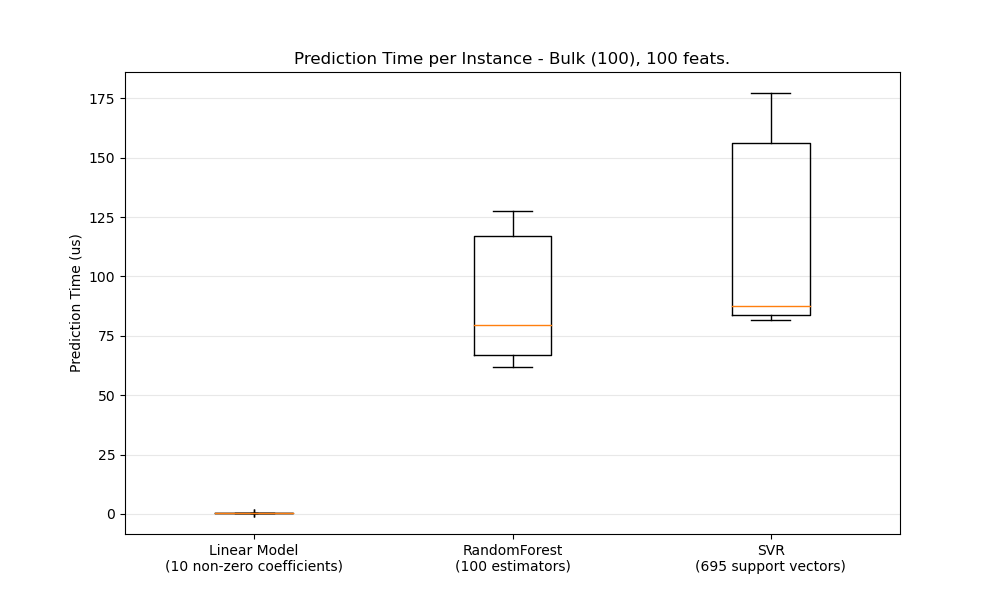 Prediction Time per Instance - Bulk (100), 100 feats.
Prediction Time (us)
175
150
125
100
75
50
25
0
Linear Model
(10 non-zero coefficients)
RandomForest
(100 estimators)
SVR
(695 support vectors)